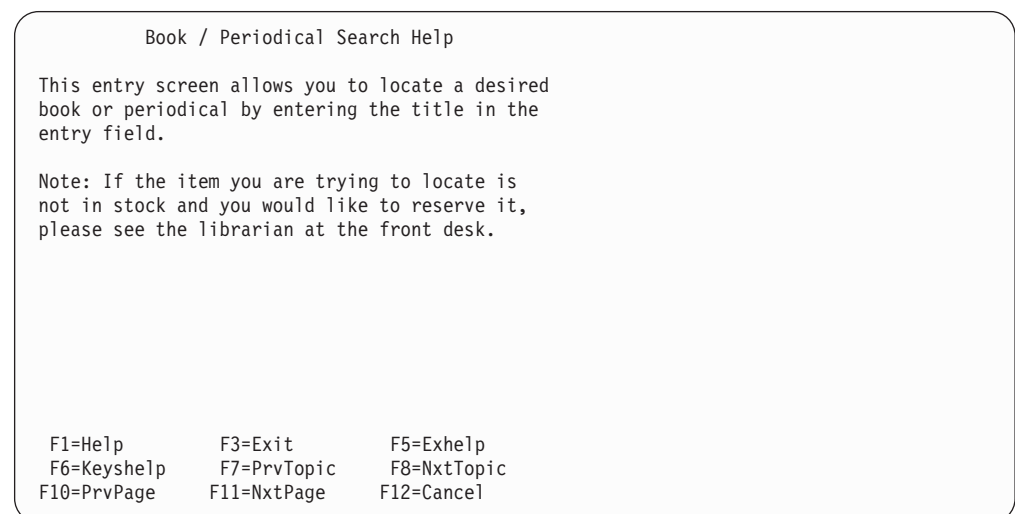 Book / Periodical Search Help
This entry screen allows you to locate a desired
book or periodical by entering the title in the
entry field.
Note: If the item you are trying to locate is
not in stock and you would like to reserve it,
please see the librarian at the front desk.
F1=Help F3=Exit F5=Exhelp
F6=Keyshelp F7=PrvTopic F8=NxtTopic
F10=PrvPage F11=NxtPage F12=Cancel